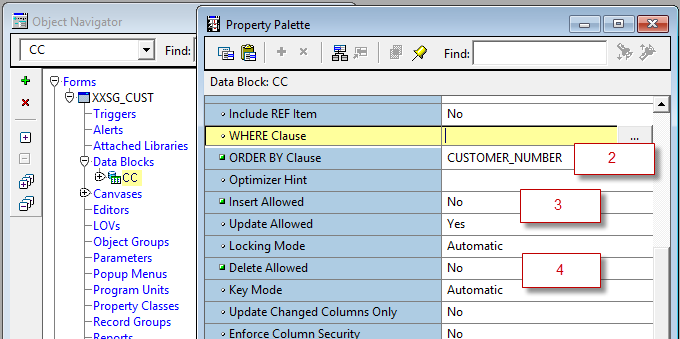 Object Navigator
CC
Find:
Forms
XXSG_CUST
Triggers
Alerts
Attached Libraries
Data Blocks
CC
Canvases
Editors
LOVs
Object Groups
Parameters
Popup Menus
Program Units
Property Classes
Record Groups
Reports
Property Palette
Find:
Data Block: CC
Include REF Item No
WHERE Clause ...
ORDER BY Clause CUSTOMER_NUMBER 2
Optimizer Hint
Insert Allowed No 3
Update Allowed Yes
Locking Mode Automatic
Delete Allowed No 4
Key Mode Automatic
Update Changed Columns Only No
Enforce Column Security No